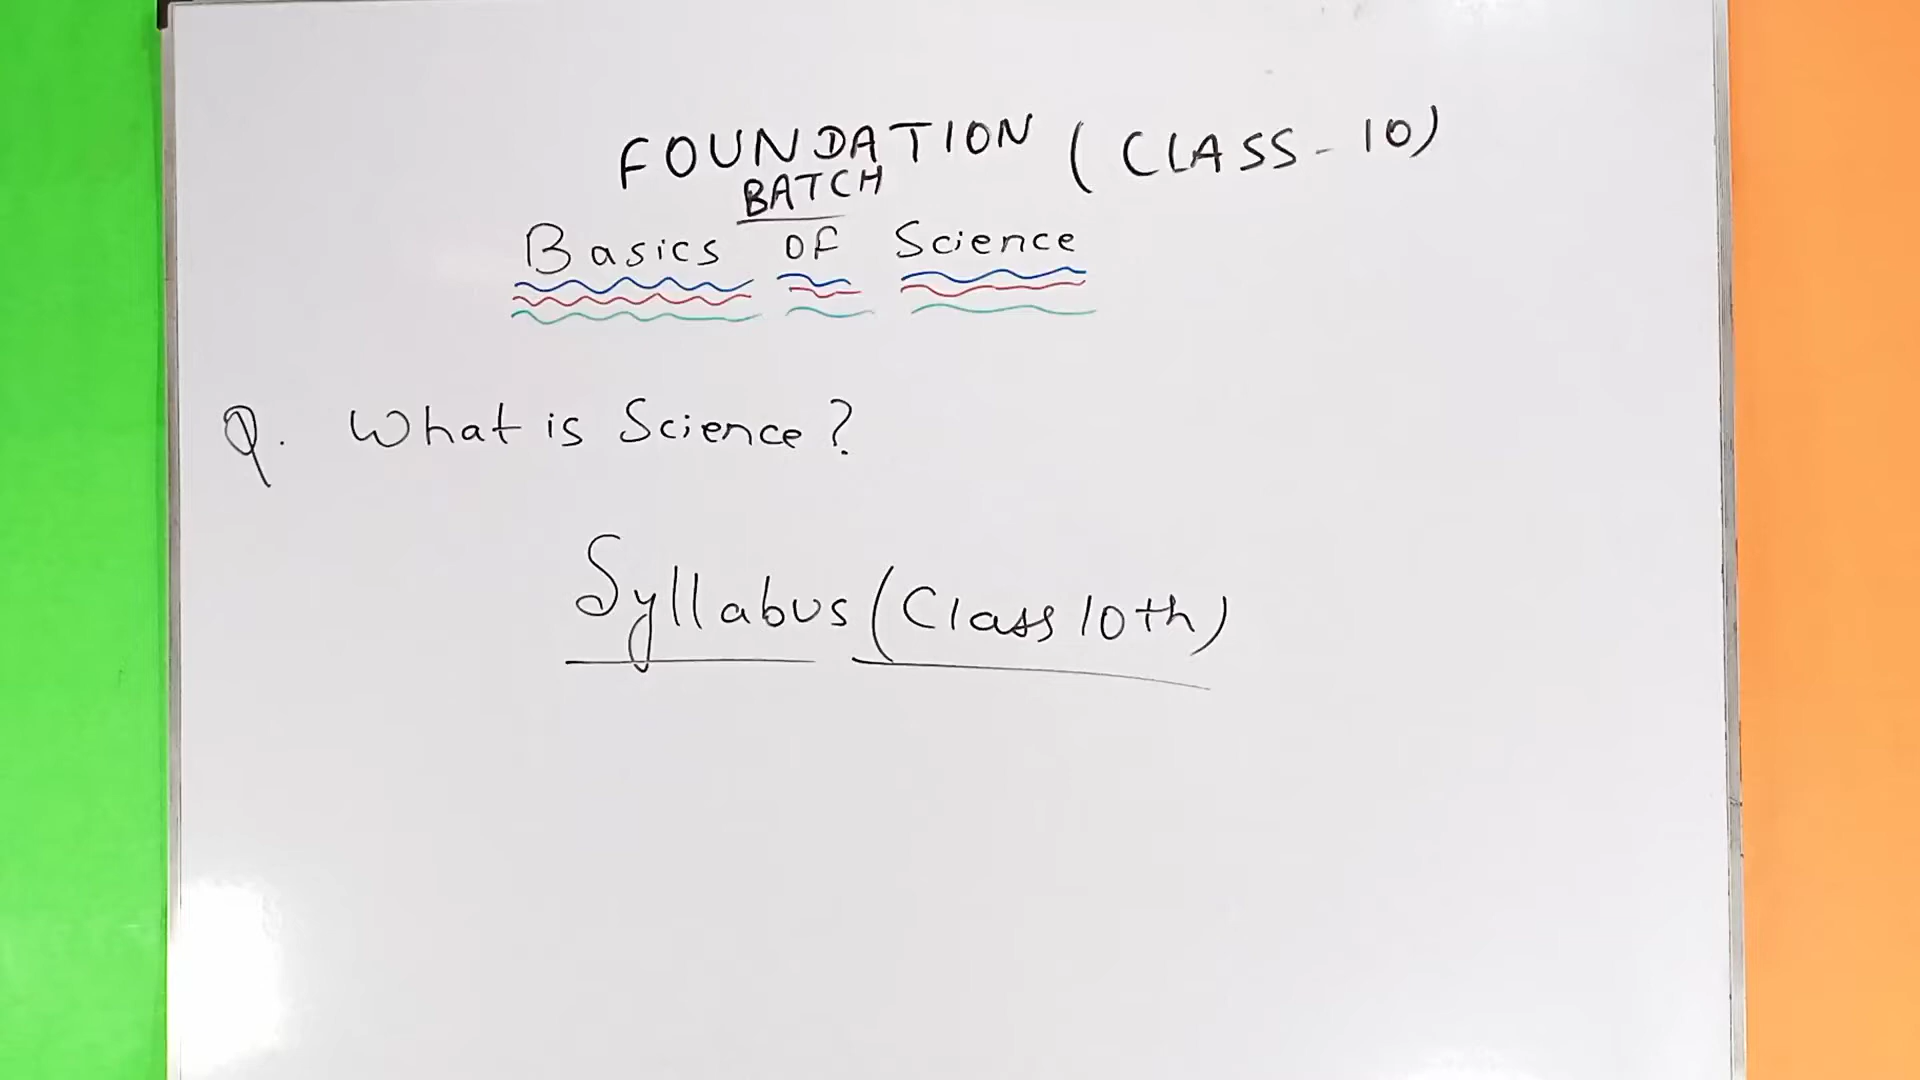 FOUNDATION (CLASS-10)
BATCH
Basics OF Science
Q. What is Science?
Syllabus (Class 10th)